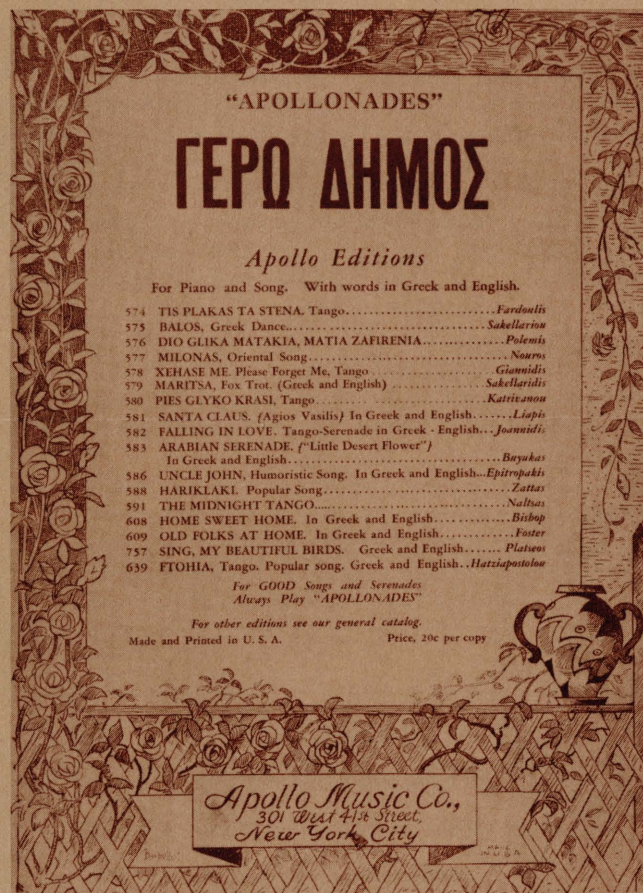 "APOLLONADES"
ΓΕΡΩ ΔΗΜΟΣ
Apollo Editions
For Piano and Song. With words in Greek and English.
574 TIS PLAKAS TA STENA. Tango........................Fardoulis
575 BALOS, Greek Dance..................................Sakellariou
576 DIO GLIKA MATAKIA, MATIA ZAFIRENIA..............Polemis
577 MILONAS, Oriental Song..............................Nouros
578 XEHASE ME. Please Forget Me, Tango..................Giannidis
579 MARITSA, Fox Trot. (Greek and English)................Sakellaridis
580 PIES GLYKO KRASI, Tango.............................Katrivanou
581 SANTA CLAUS. (Agios Vasilis) In Greek and English.......Liapis
582 FALLING IN LOVE. Tango-Serenade in Greek - English...Joannidis
583 ARABIAN SERENADE. ("Little Desert Flower")
In Greek and English................................Buyukas
586 UNCLE JOHN, Humoristic Song. In Greek and English...Epitropakis
588 HARIKLAKI. Popular Song.............................Zattas
591 THE MIDNIGHT TANGO.................................Naltsas
608 HOME SWEET HOME. In Greek and English.............Bishop
609 OLD FOLKS AT HOME. In Greek and English............Foster
757 SING, MY BEAUTIFUL BIRDS. Greek and English.......Platseos
639 FTOHIA, Tango. Popular song. Greek and English..Hatziapostolou
For GOOD Songs and Serenades
Always Play "APOLLONADES"
For other editions see our general catalog.
Made and Printed in U. S. A. Price, 20c per copy
Apollo Music Co.,
301 West 41st Street,
New York City